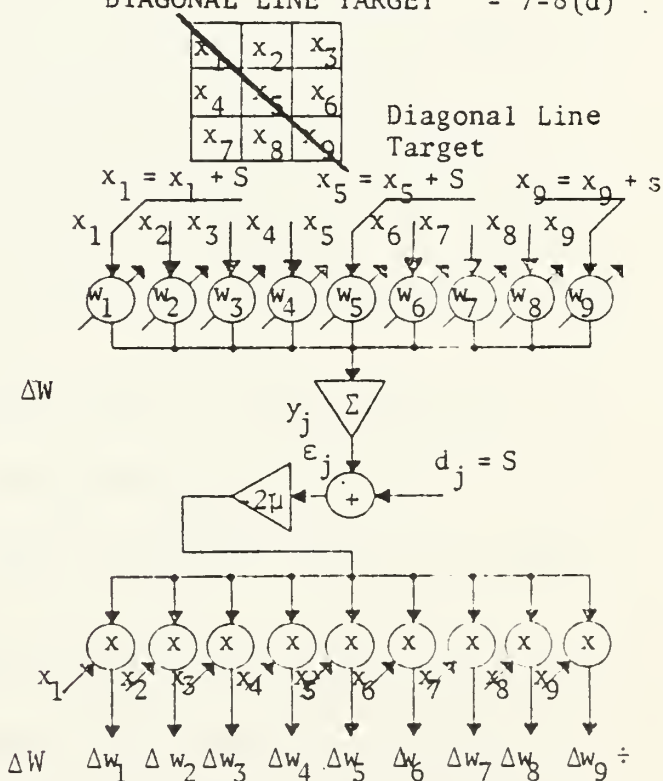 DIAGONAL LINE TARGET - 7-8(d)
x1 x2 x3
x4 x5 x6
x7 x8 x9
Diagonal Line
Target
x1 = x1 + S x5 = x5 + S x9 = x9 + s
x1 x2 x3 x4 x5 x6 x7 x8 x9
w1 w2 w3 w4 w5 w6 w7 w8 w9
ΔW
yj Σ
εj dj = S
2μ +
x x x x x x x x x
x1 x2 x3 x4 x5 x6 x7 x8 x9
ΔW Δw1 Δw2 Δw3 Δw4 Δw5 Δw6 Δw7 Δw8 Δw9 ÷